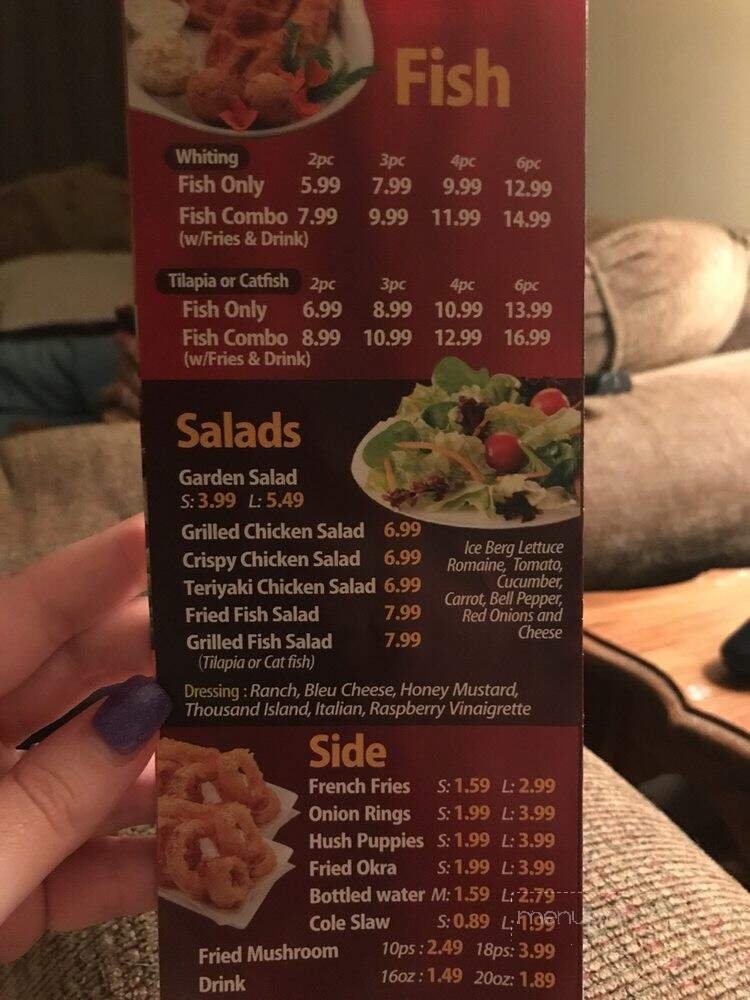 Fish
Whiting 2pc 3pc 4pc 6pc
Fish Only 5.99 7.99 9.99 12.99
Fish Combo 7.99 9.99 11.99 14.99
(w/Fries & Drink)
Tilapia or Catfish 2pc 3pc 4pc 6pc
Fish Only 6.99 8.99 10.99 13.99
Fish Combo 8.99 10.99 12.99 16.99
(w/Fries & Drink)
Salads
Garden Salad
S: 3.99 L: 5.49
Grilled Chicken Salad 6.99
Crispy Chicken Salad 6.99
Teriyaki Chicken Salad 6.99
Fried Fish Salad 7.99
Grilled Fish Salad 7.99
(Tilapia or Cat fish)
Ice Berg Lettuce
Romaine, Tomato,
Cucumber,
Carrot, Bell Pepper,
Red Onions and
Cheese
Dressing : Ranch, Bleu Cheese, Honey Mustard,
Thousand Island, Italian, Raspberry Vinaigrette
Side
French Fries S: 1.59 L: 2.99
Onion Rings S: 1.99 L: 3.99
Hush Puppies S: 1.99 L: 3.99
Fried Okra S: 1.99 L: 3.99
Bottled water M: 1.59 L: 2.79
Cole Slaw S: 0.89 L: 1.99
Fried Mushroom 10ps : 2.49 18ps: 3.99
Drink 16oz : 1.49 20oz: 1.89